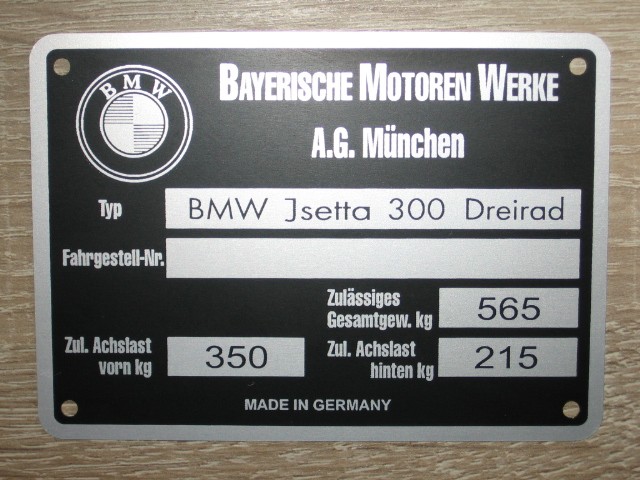 BMW
BAYERISCHE MOTOREN WERKE
A.G. München
Typ BMW Jsetta 300 Dreirad
Fahrgestell-Nr.
Zulässiges
Gesamtgew. kg 565
Zul. Achslast
vorn kg 350
Zul. Achslast
hinten kg 215
MADE IN GERMANY